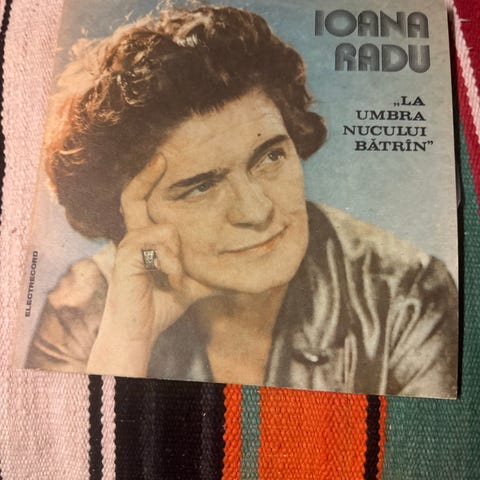 IOANA
RADU
„LA
UMBRA
NUCULUI
BĂTRÎN”
ELECTRECORD